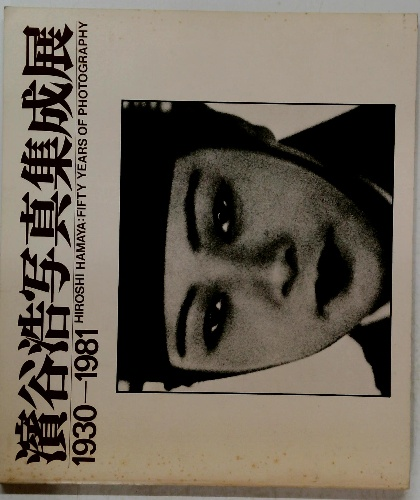 濱谷浩写真集成展
HIROSHI HAMAYA:FIFTY YEARS OF PHOTOGRAPHY
1930—1981